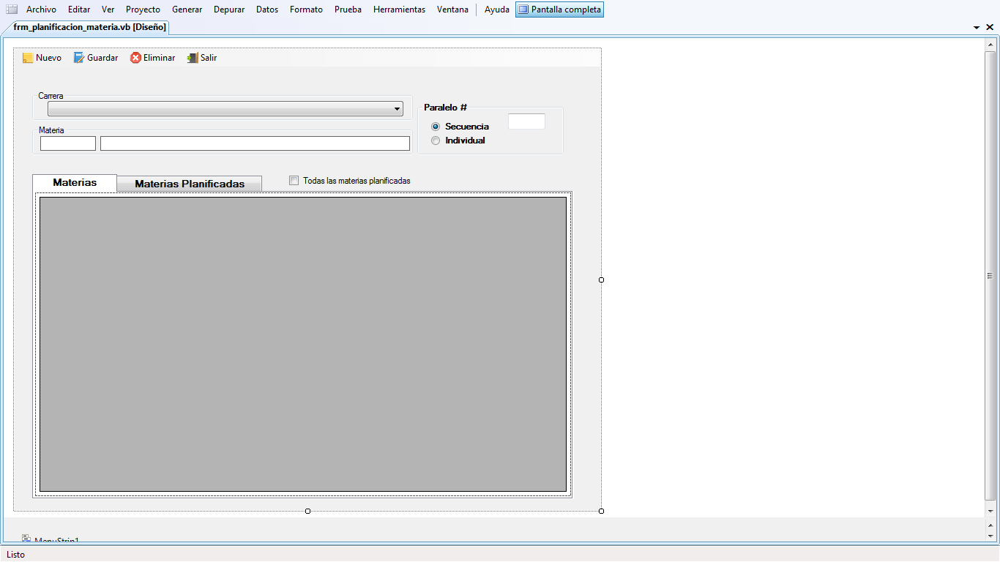 Archivo Editar Ver Proyecto Generar Depurar Datos Formato Prueba Herramientas Ventana Ayuda Pantalla completa
frm_planificacion_materia.vb [Diseño]
Nuevo Guardar Eliminar Salir
Carrera
Paralelo #
Secuencia
Materia
Individual
Materias Materias Planificadas Todas las materias planificadas
MenuStrip1
Listo